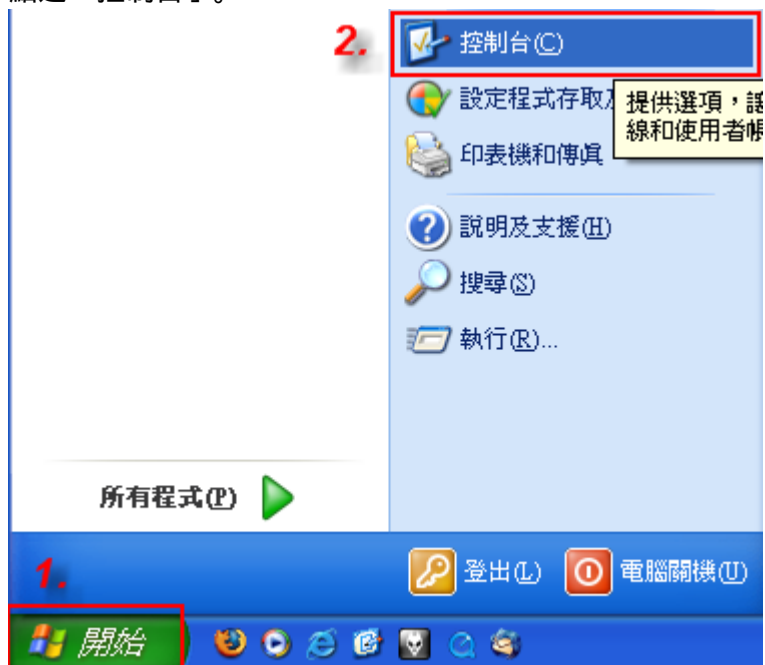 2.
控制台(C)
設定程式存取
提供選項，讓
線和使用者帳
印表機和傳真
說明及支援(H)
搜尋(S)
執行(R)...
所有程式(P)
1.
登出(L)
電腦關機(U)
開始